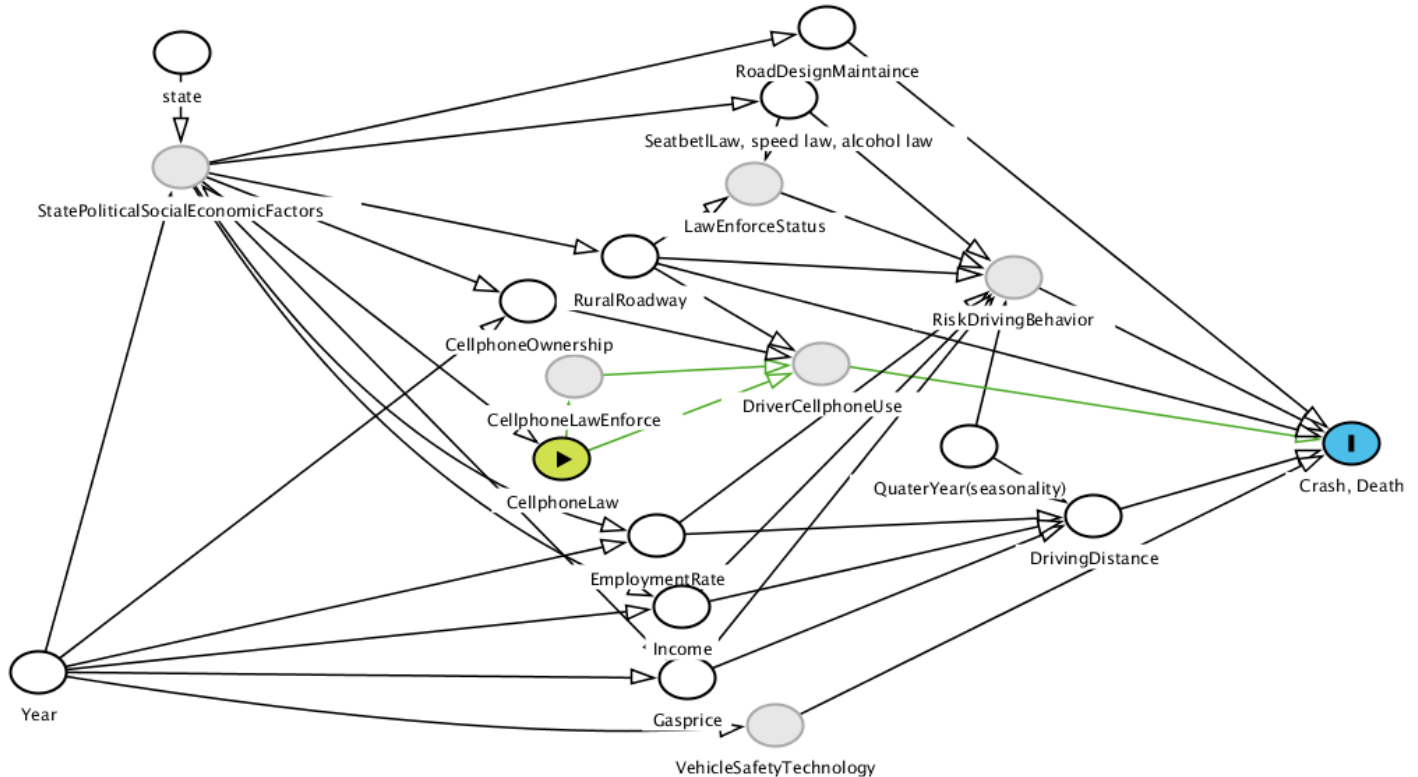 RoadDesignMaintaince
state
SeatbetlLaw, speed law, alcohol law
StatePoliticalSocialEconomicFactors
LawEnforceStatus
RuralRoadway
RiskDrivingBehavior
CellphoneOwnership
DriverCellphoneUse
CellphoneLawEnforce
QuaterYear(seasonality)
Crash, Death
CellphoneLaw
DrivingDistance
EmploymentRate
Income
Year
Gasprice
VehicleSafetyTechnology